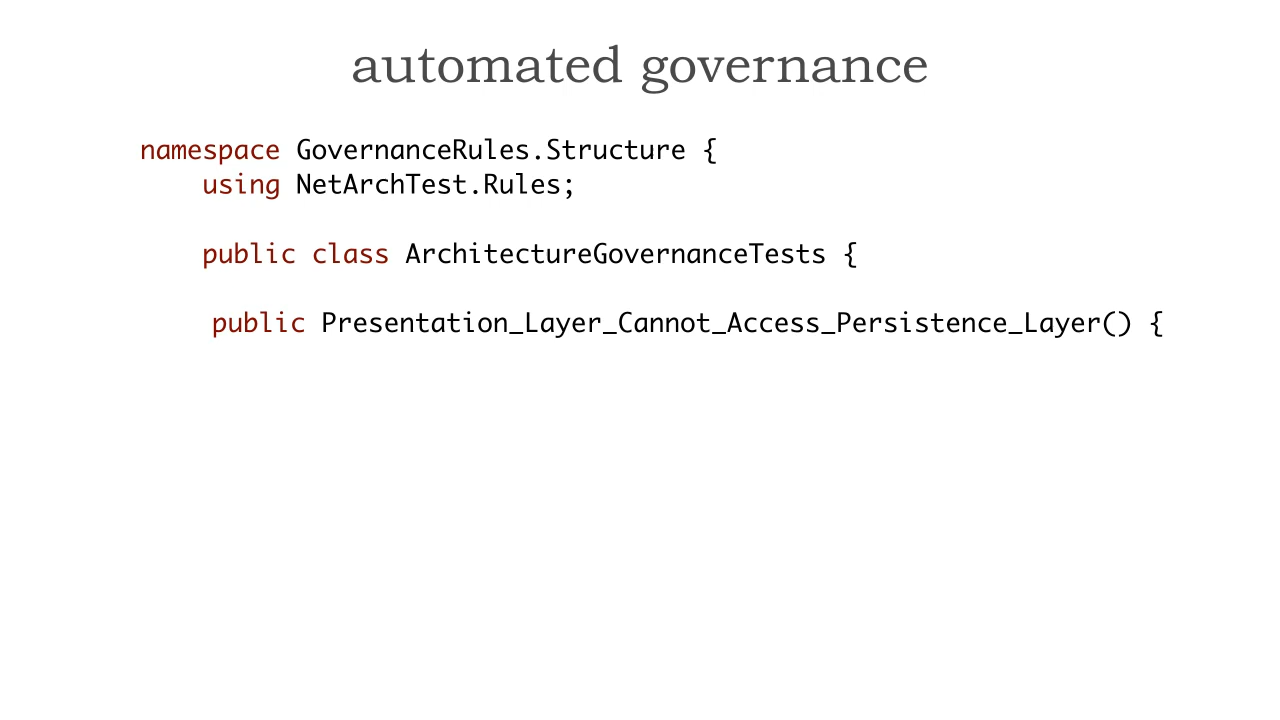 automated governance
namespace GovernanceRules.Structure {
using NetArchTest.Rules;
public class ArchitectureGovernanceTests {
public Presentation_Layer_Cannot_Access_Persistence_Layer() {